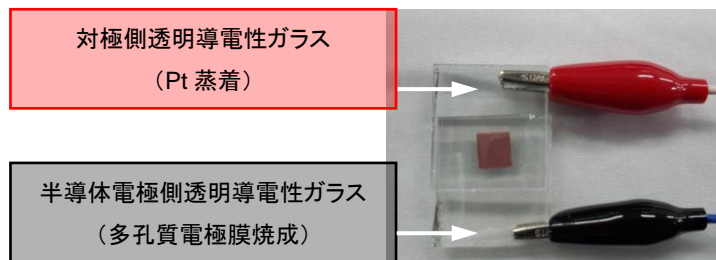 対極側透明導電性ガラス
（Pt 蒸着）
半導体電極側透明導電性ガラス
（多孔質電極膜焼成）